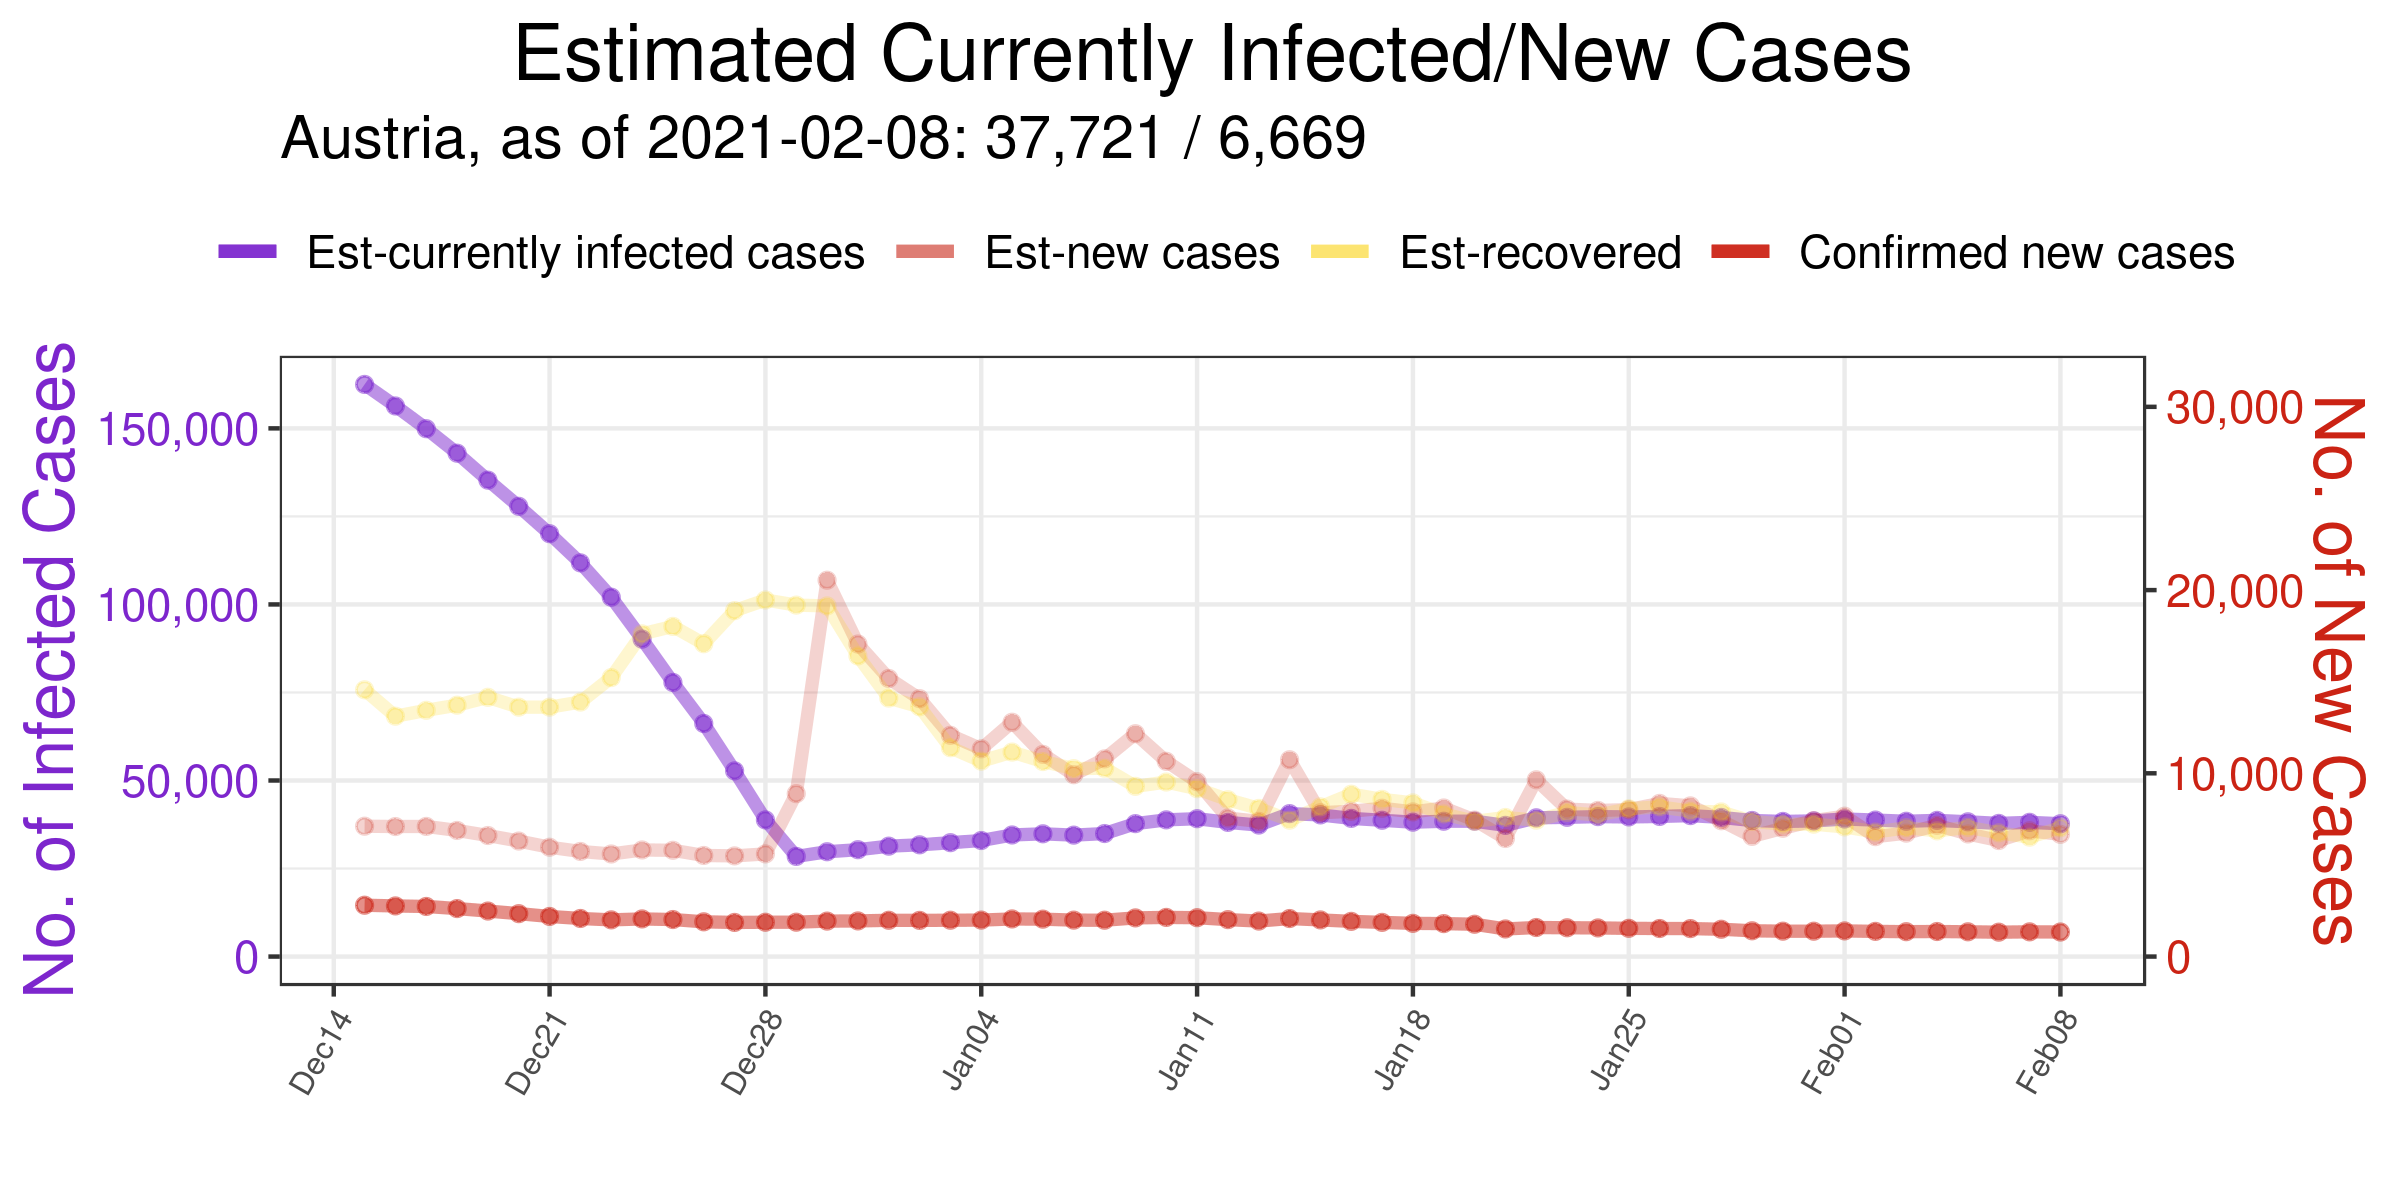 Estimated Currently Infected/New Cases
Austria, as of 2021-02-08: 37,721 / 6,669
Est-currently infected cases Est-new cases Est-recovered Confirmed new cases
No. of Infected Cases
150,000
100,000
50,000
0
30,000
20,000
10,000
0
No. of New Cases
Dec14 Dec21 Dec28 Jan04 Jan11 Jan18 Jan25 Feb01 Feb08